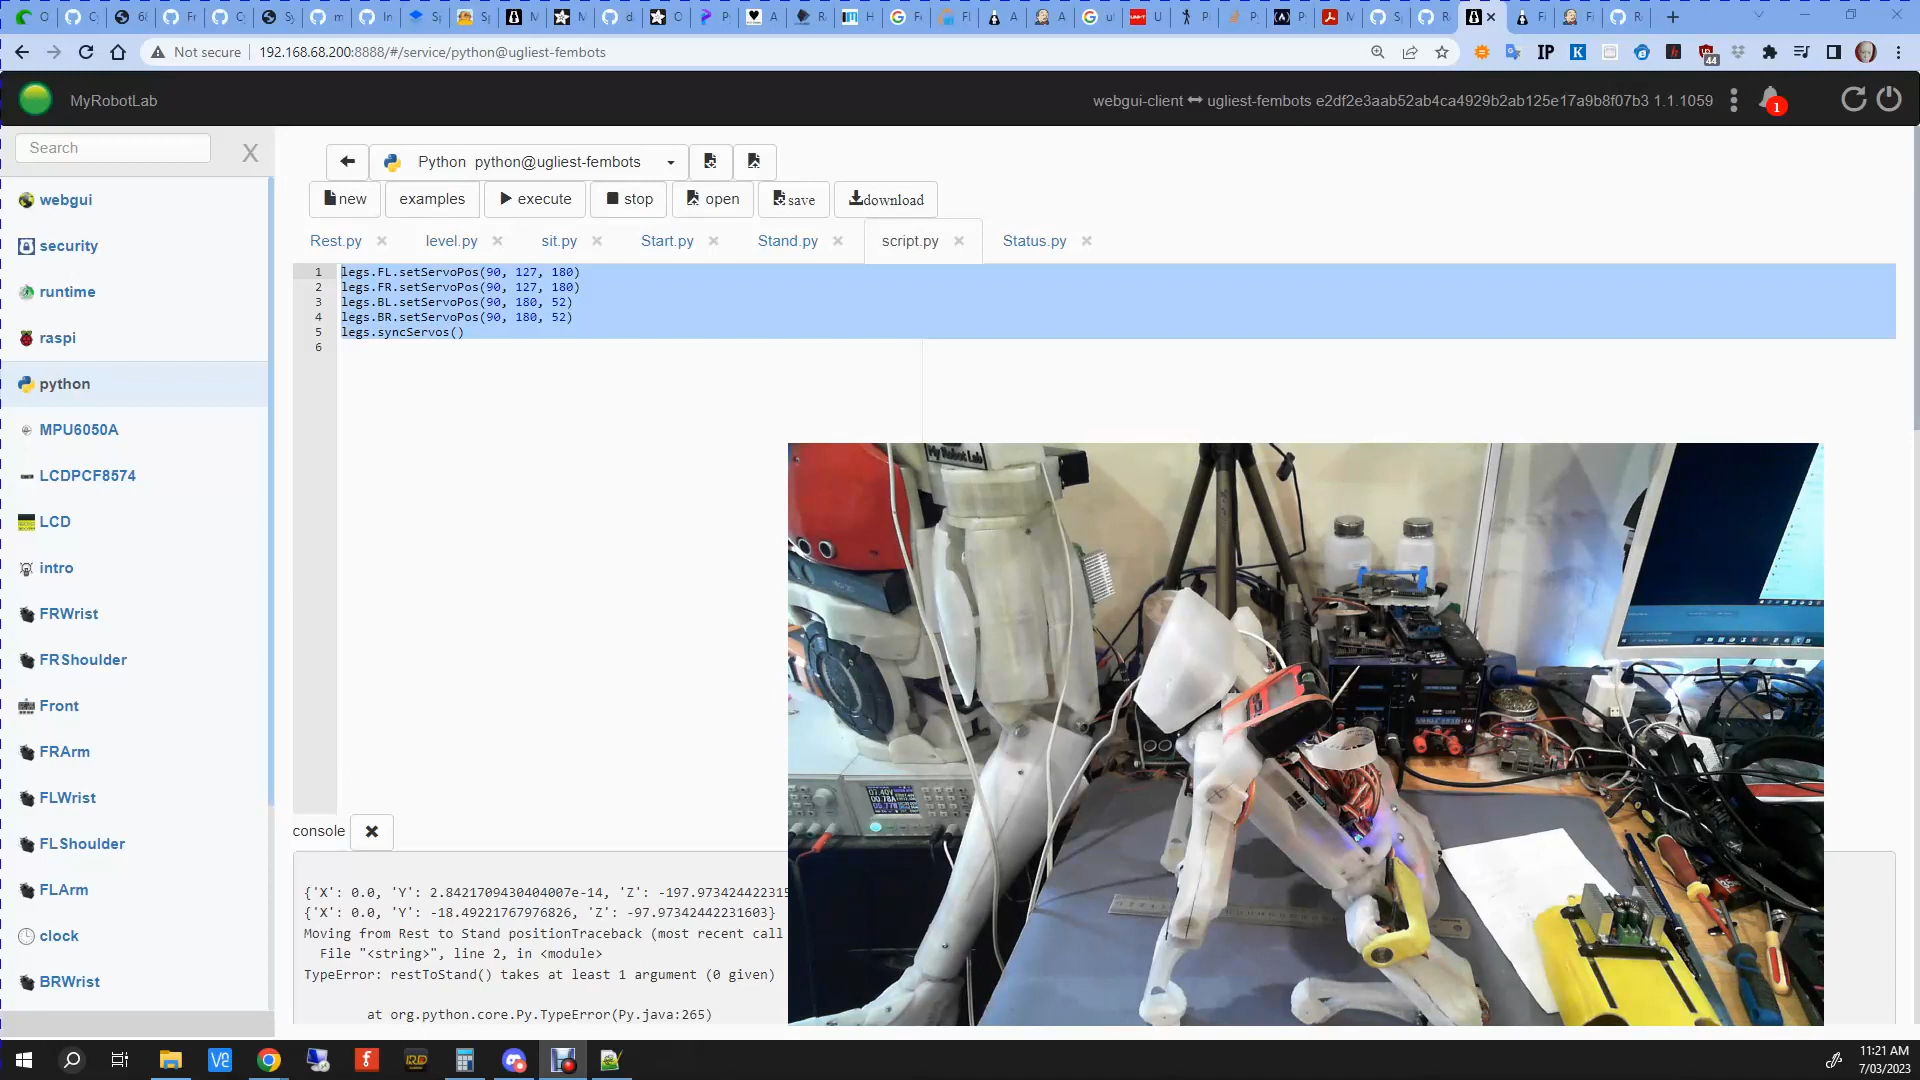 Not secure
192.168.68.200:8888/#/service/python@ugliest-fembots
IP
44
MyRobotLab
webgui-client ⬌ ugliest-fembots e2df2e3aab52ab4ca4929b2ab125e17a9b8f07b3 1.1.1059
1
Search
X
webgui
security
runtime
raspi
python
MPU6050A
LCDPCF8574
LCD
intro
FRWrist
FRShoulder
Front
FRArm
FLWrist
FLShoulder
FLArm
clock
BRWrist
Python python@ugliest-fembots
new
examples
execute
stop
open
save
download
Rest.py
level.py
sit.py
Start.py
Stand.py
script.py
Status.py
1 legs.FL.setServoPos(90, 127, 180)
2 legs.FR.setServoPos(90, 127, 180)
3 legs.BL.setServoPos(90, 180, 52)
4 legs.BR.setServoPos(90, 180, 52)
5 legs.syncServos()
6
My Robot Lab
console
{'X': 0.0, 'Y': 2.8421709430404007e-14, 'Z': -197.973424422315
{'X': 0.0, 'Y': -18.49221767976826, 'Z': -97.97342442231603}
Moving from Rest to Stand positionTraceback (most recent call
File "<string>", line 2, in <module>
TypeError: restToStand() takes at least 1 argument (0 given)
at org.python.core.Py.TypeError(Py.java:265)
11:21 AM
7/03/2023